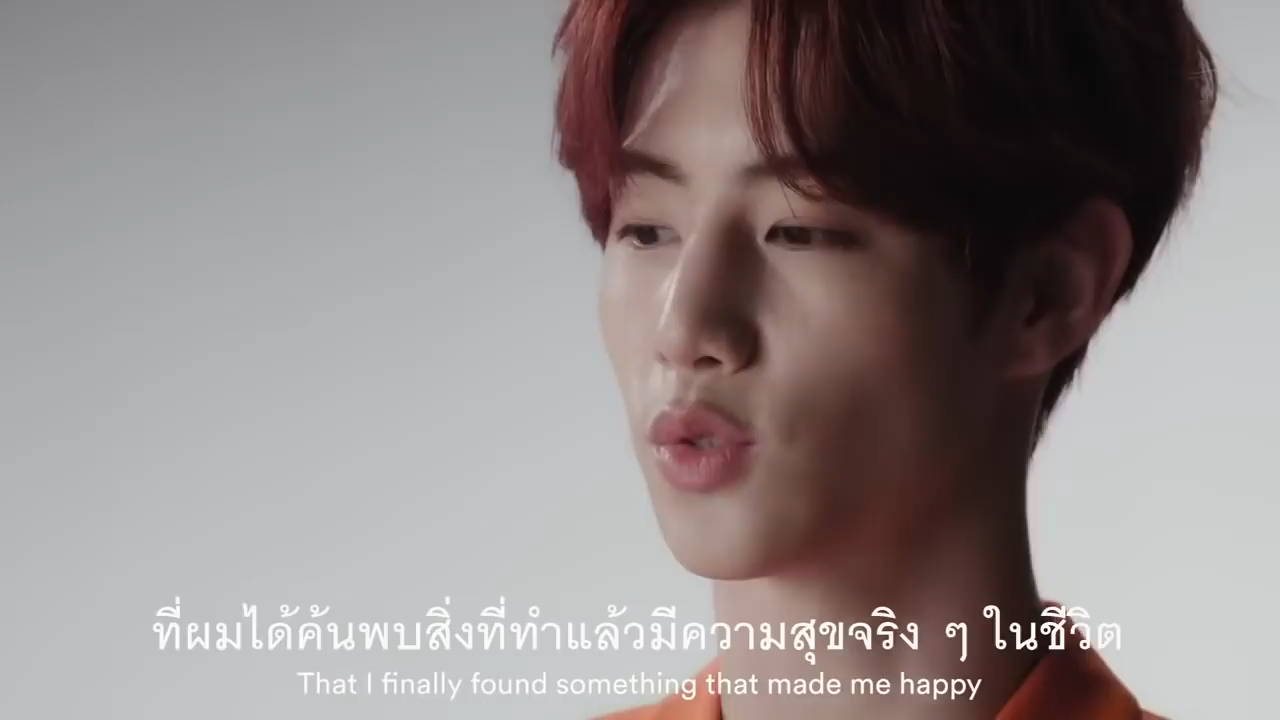 ที่ผมได้ค้นพบสิ่งที่ทำแล้วมีความสุขจริง ๆ ในชีวิต
That I finally found something that made me happy